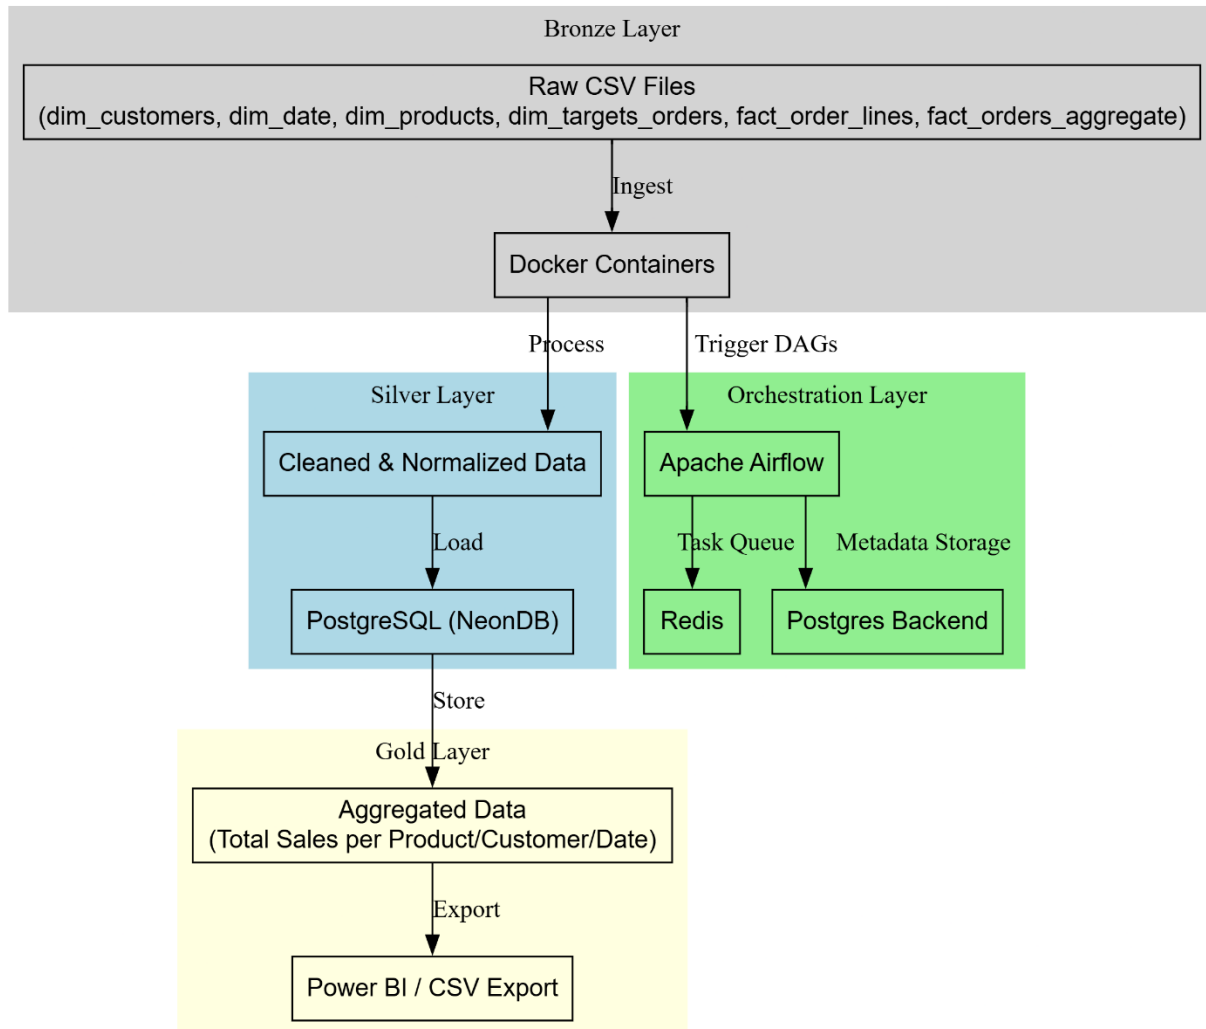 Bronze Layer
Raw CSV Files
(dim_customers, dim_date, dim_products, dim_targets_orders, fact_order_lines, fact_orders_aggregate)
Ingest
Docker Containers
Process
Trigger DAGs
Silver Layer
Orchestration Layer
Cleaned & Normalized Data
Apache Airflow
Load
Task Queue
Metadata Storage
PostgreSQL (NeonDB)
Redis
Postgres Backend
Store
Gold Layer
Aggregated Data
(Total Sales per Product/Customer/Date)
Export
Power BI / CSV Export